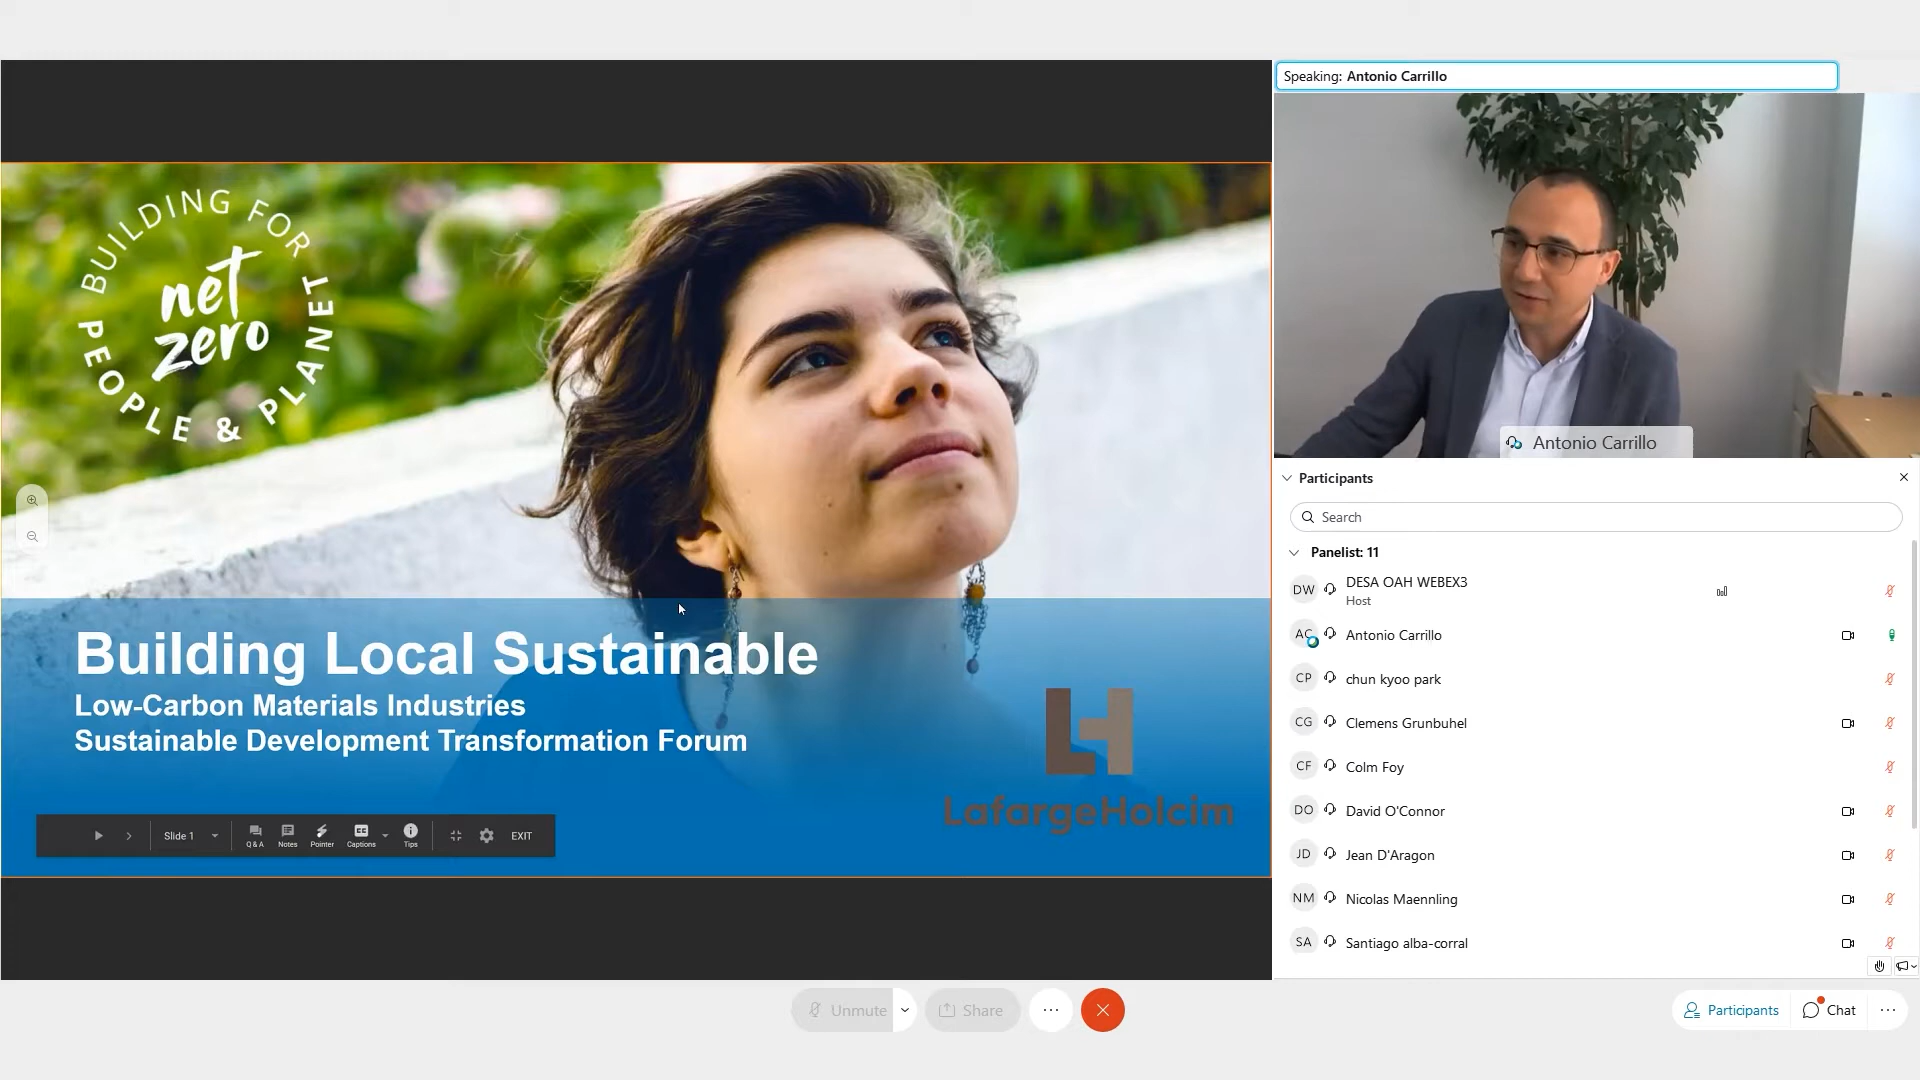 Speaking: Antonio Carrillo
BUILDING FOR
PEOPLE & PLANET
net
zero
Building Local Sustainable
Low-Carbon Materials Industries
Sustainable Development Transformation Forum
LafargeHolcim
Slide 1
Q & A
Notes
Pointer
Captions
Tips
EXIT
Antonio Carrillo
Participants
Search
Panelist: 11
DW DESA OAH WEBEX3
Host
AC Antonio Carrillo
CP chun kyoo park
CG Clemens Grunbuhel
CF Colm Foy
DO David O'Connor
JD Jean D'Aragon
NM Nicolas Maennling
SA Santiago alba-corral
Unmute
Share
Participants
Chat